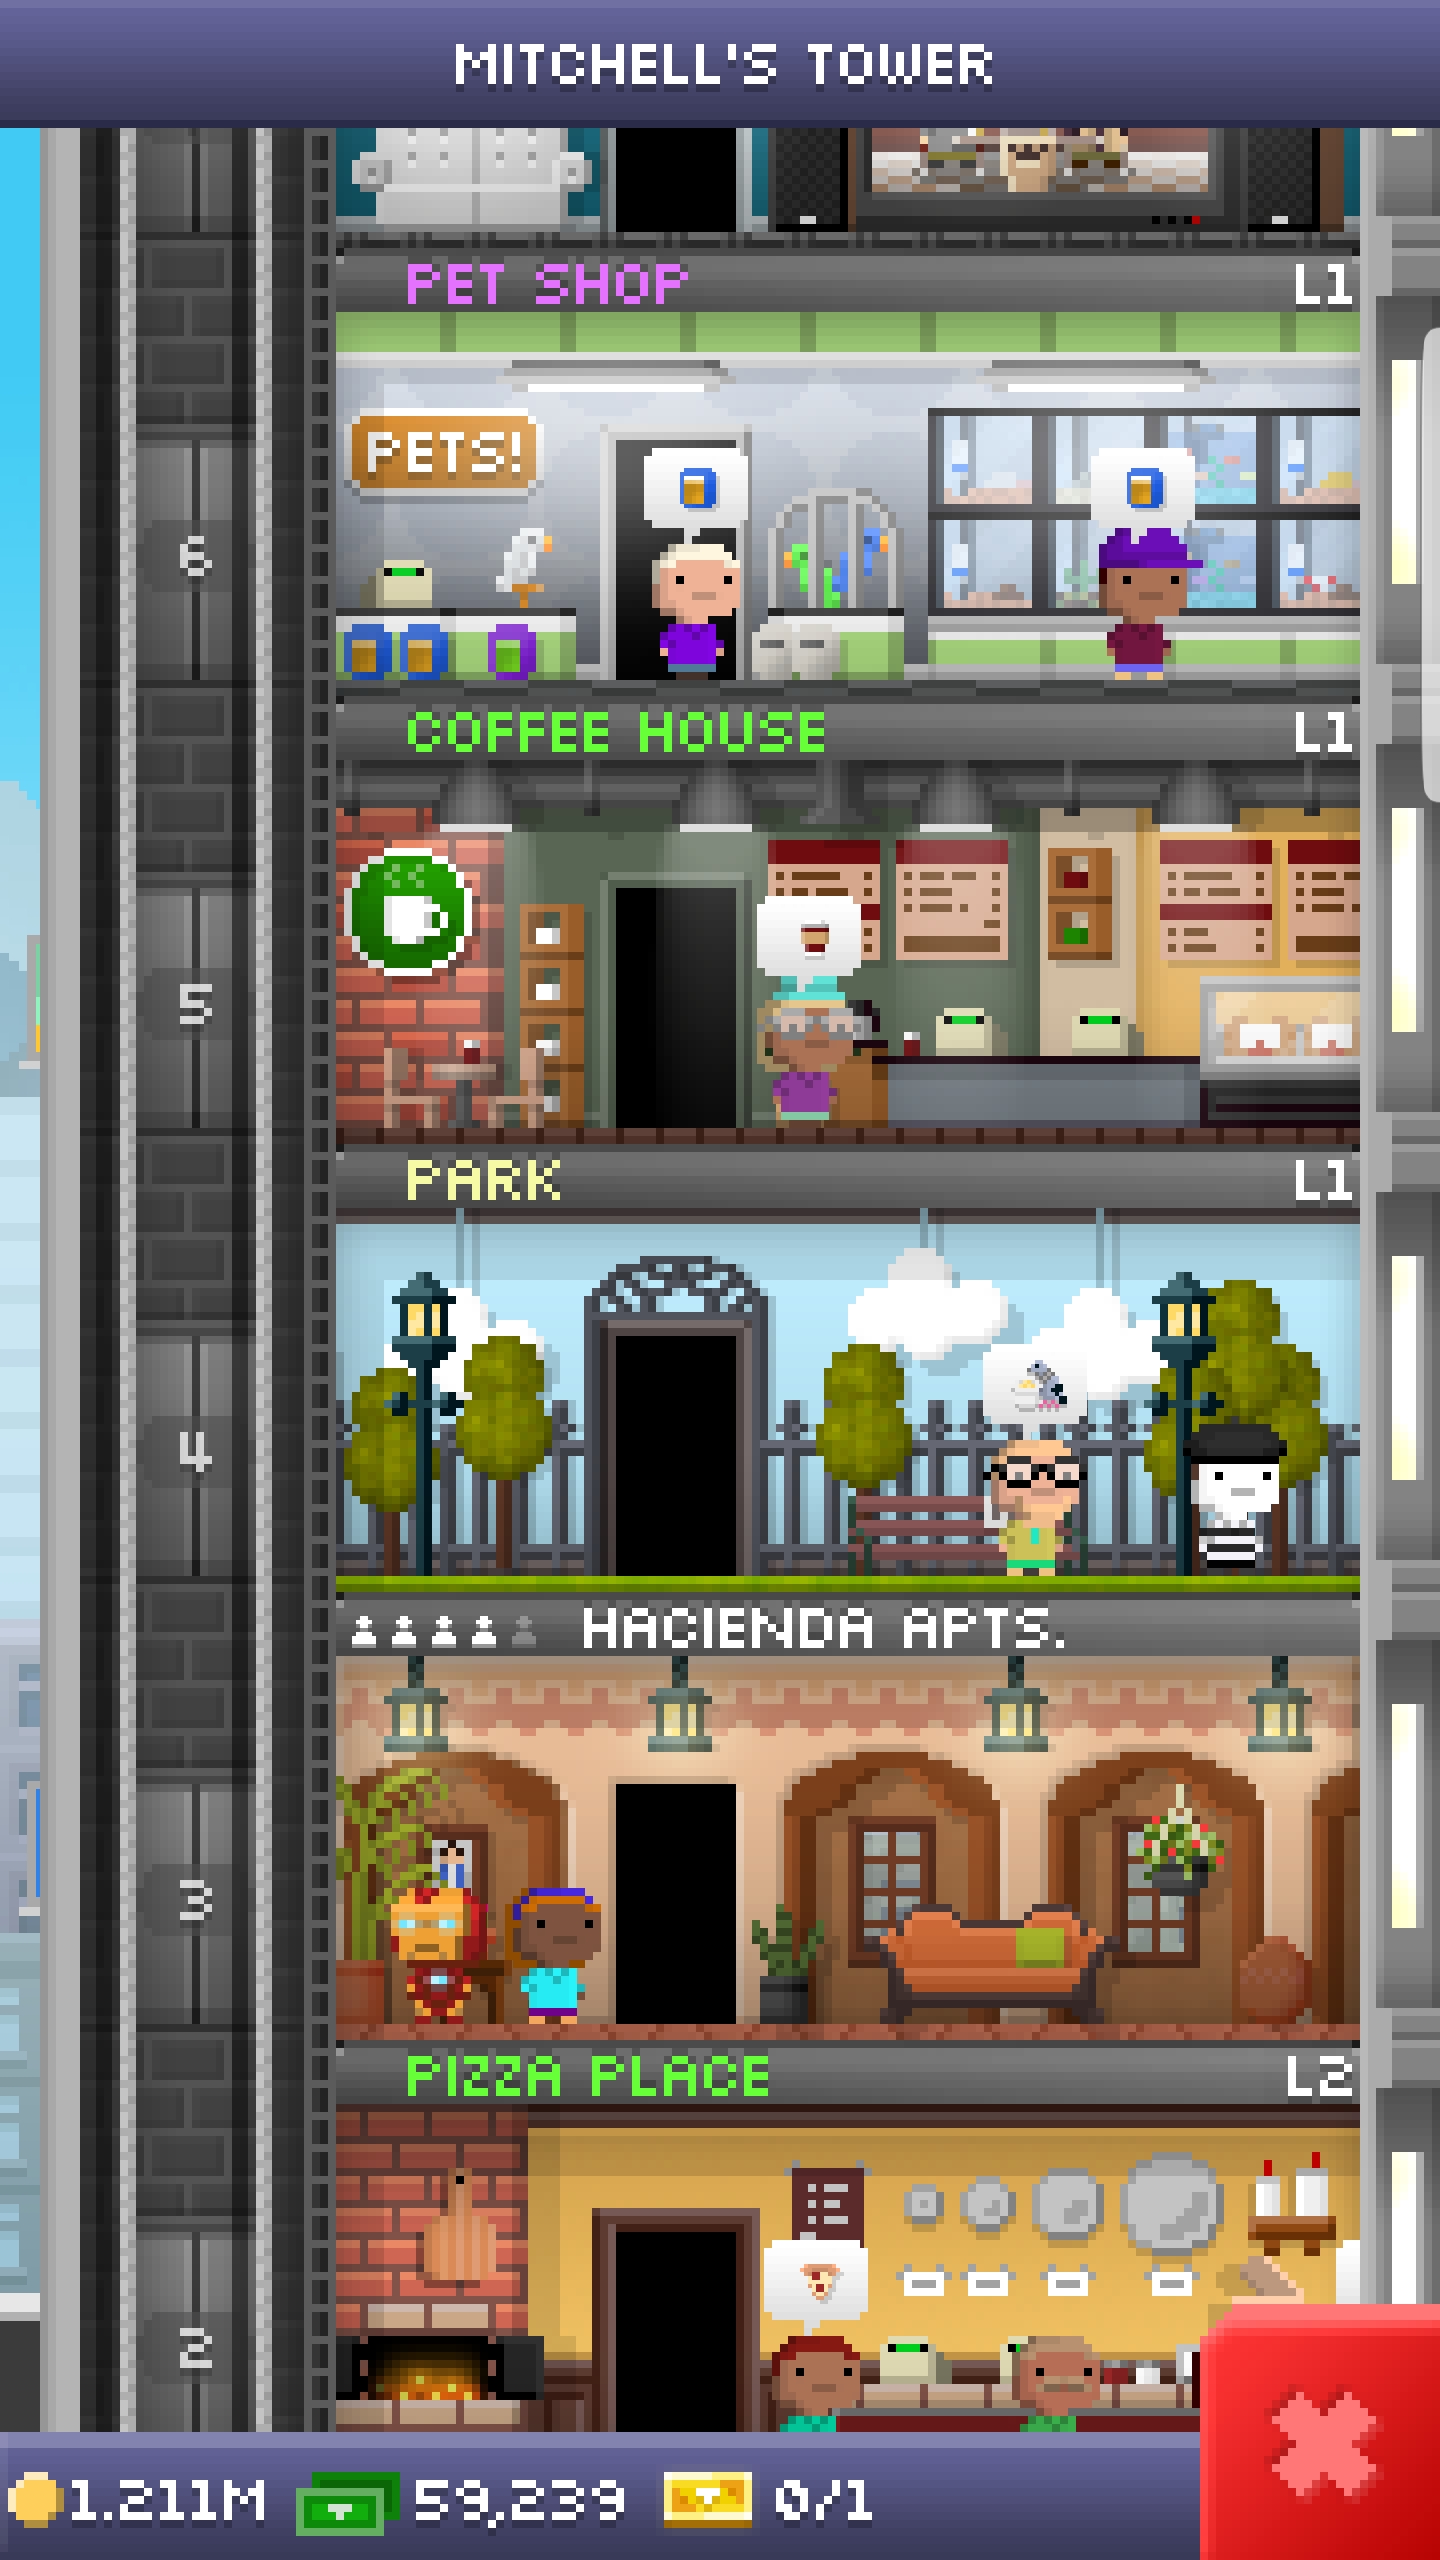 MITCHELL'S TOWER
PET SHOP L1
PETS!
6
COFFEE HOUSE L1
5
PARK L1
4
HACIENDA APTS.
3
PIZZA PLACE L2
2
1.211M 59,239 0/1